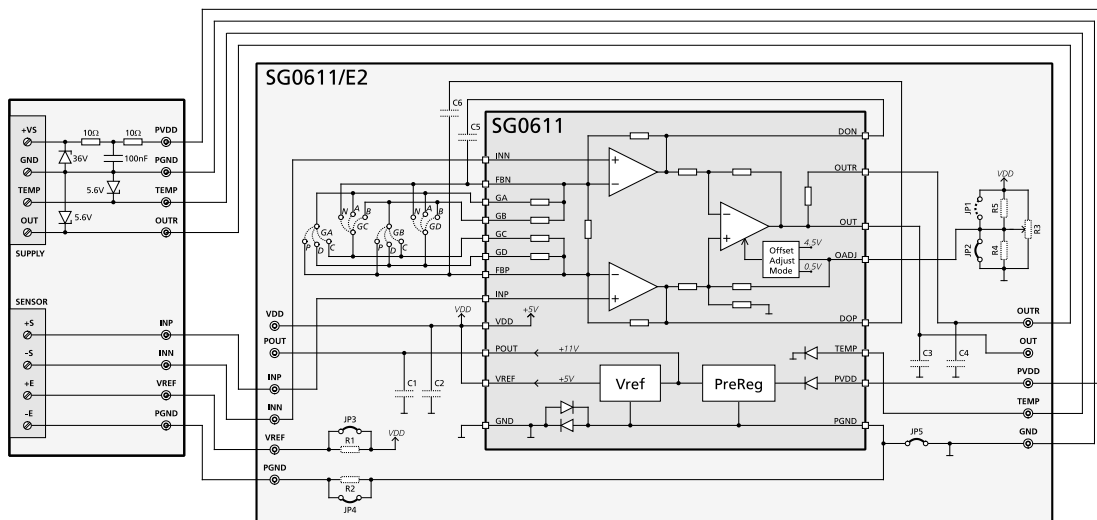 SG0611/E2
C6
C5
SG0611
+VS
GND
TEMP
OUT
SUPPLY
10Ω
10Ω
36V
100nF
5.6V
5.6V
PVDD
PGND
TEMP
OUTR
SENSOR
+S
-S
+E
-E
INP
INN
VREF
PGND
N
A
B
GA
GC
P
D
C
N
A
B
GB
GD
P
D
C
INN
FBN
GA
GB
GC
GD
FBP
INP
VDD
POUT
VREF
GND
DON
OUTR
OUT
OADJ
DOP
TEMP
PVDD
PGND
Offset
Adjust
Mode
4.5V
0.5V
+5V
+11V
+5V
Vref
PreReg
VDD
VDD
POUT
INP
INN
VREF
PGND
VDD
C1
C2
JP3
R1
VDD
R2
JP4
VDD
JP1
R5
R3
JP2
R4
C3
C4
JP5
OUTR
OUT
PVDD
TEMP
GND